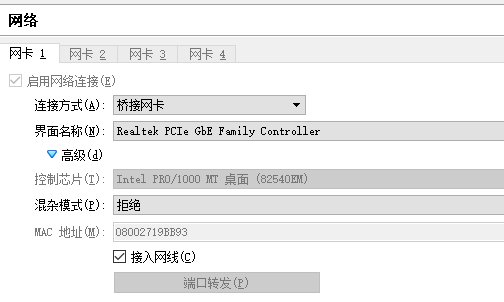 网络
网卡 1 网卡 2 网卡 3 网卡 4
启用网络连接(E)
连接方式(A): 桥接网卡
界面名称(N): Realtek PCIe GbE Family Controller
高级(d)
控制芯片(T): Intel PRO/1000 MT 桌面 (82540EM)
混杂模式(P): 拒绝
MAC 地址(M): 08002719BB93
接入网线(C)
端口转发(P)